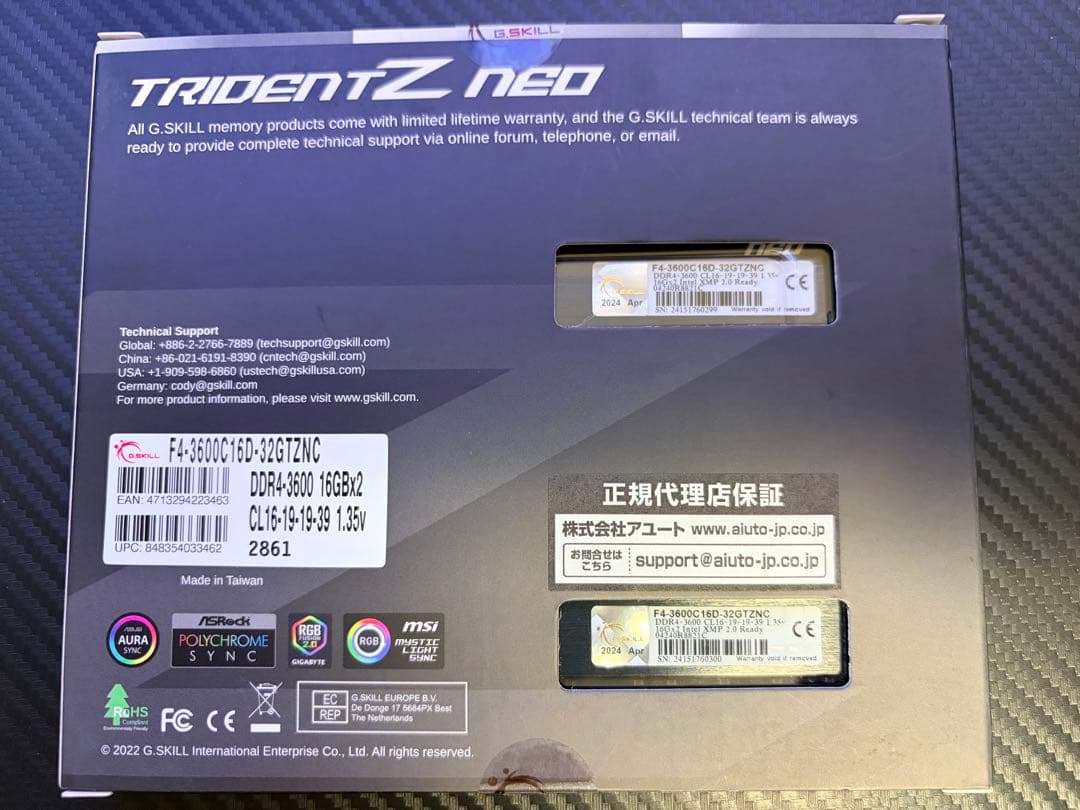 G.SKILL
TRIDENTZ NEO
All G.SKILL memory products come with limited lifetime warranty, and the G.SKILL technical team is always
ready to provide complete technical support via online forum, telephone, or email.
NEO
F4-3600C16D-32GTZNC
DDR4-3600 CL16-19-19-39 1.35v
16Gx2 Intel XMP 2.0 Ready
04240R8821C
2024 Apr
SN: 24151760299 Warranty void if removed
CE
Technical Support
Global: +886-2-2766-7889 (techsupport@gskill.com)
China: +86-021-6191-8390 (cntech@gskill.com)
USA: +1-909-598-6860 (ustech@gskillusa.com)
Germany: cody@gskill.com
For more product information, please visit www.gskill.com.
G.SKILL
F4-3600C16D-32GTZNC
DDR4-3600 16GBx2
EAN: 4713294223463
CL16-19-19-39 1.35v
UPC: 848354033462
2861
正規代理店保証
株式会社アユート www.aiuto-jp.co.jp
お問合せは
こちら
support@aiuto-jp.co.jp
Made in Taiwan
F4-3600C16D-32GTZNC
DDR4-3600 CL16-19-19-39 1.35v
16Gx2 Intel XMP 2.0 Ready
04240R8821C
2024 Apr
SN: 24151760300 Warranty void if removed
CE
AURA
SYNC
ASRock
POLYCHROME
SYNC
RGB
FUSION
2.0
GIGABYTE
RGB
msi
MYSTIC
LIGHT
SYNC
RoHS
Compliant
Environmentally Friendly
FC
CE
EC
REP
G.SKILL EUROPE B.V.
De Donge 17 5684PX Best
The Netherlands
© 2022 G.SKILL International Enterprise Co., Ltd. All rights reserved.